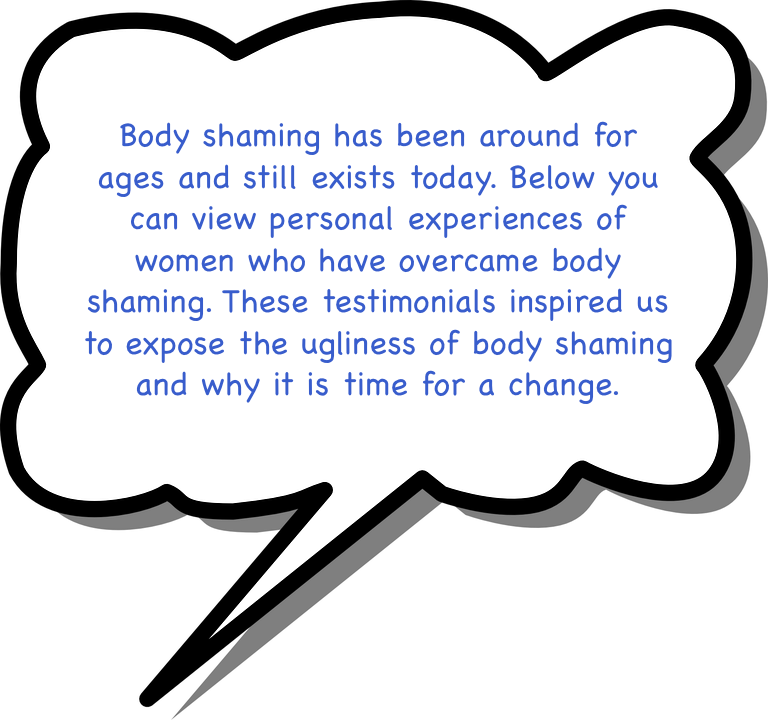 Body shaming has been around for
ages and still exists today. Below you
can view personal experiences of
women who have overcame body
shaming. These testimonials inspired us
to expose the ugliness of body shaming
and why it is time for a change.